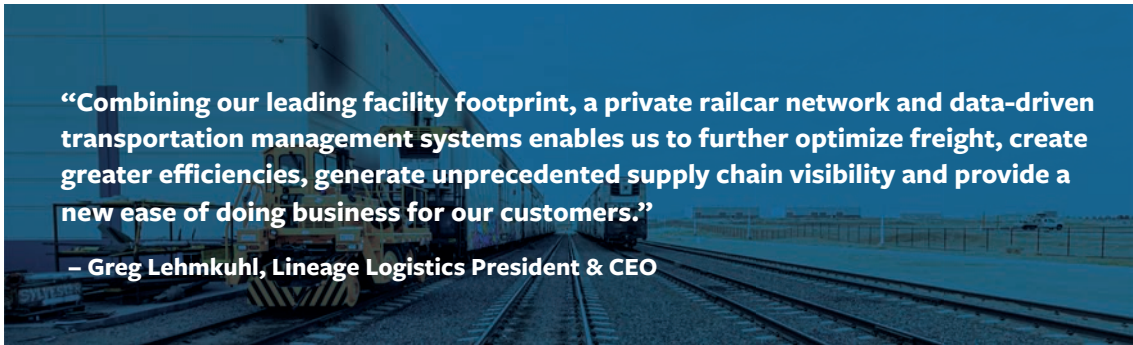 “Combining our leading facility footprint, a private railcar network and data-driven
transportation management systems enables us to further optimize freight, create
greater efficiencies, generate unprecedented supply chain visibility and provide a
new ease of doing business for our customers.”
– Greg Lehmkuhl, Lineage Logistics President & CEO